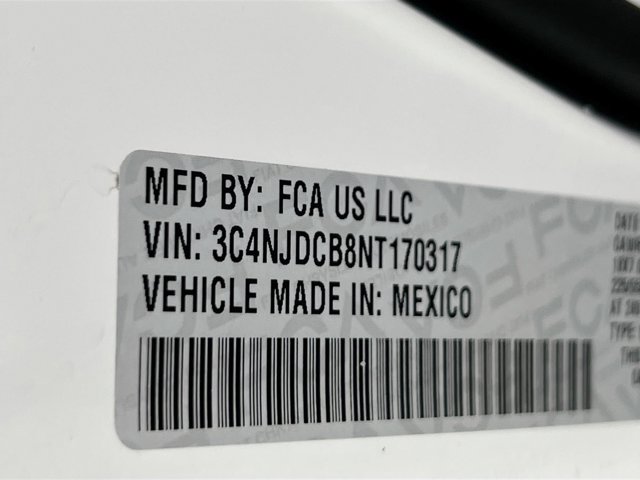 MFD BY: FCA US LLC
VIN: 3C4NJDCB8NT170317
VEHICLE MADE IN: MEXICO